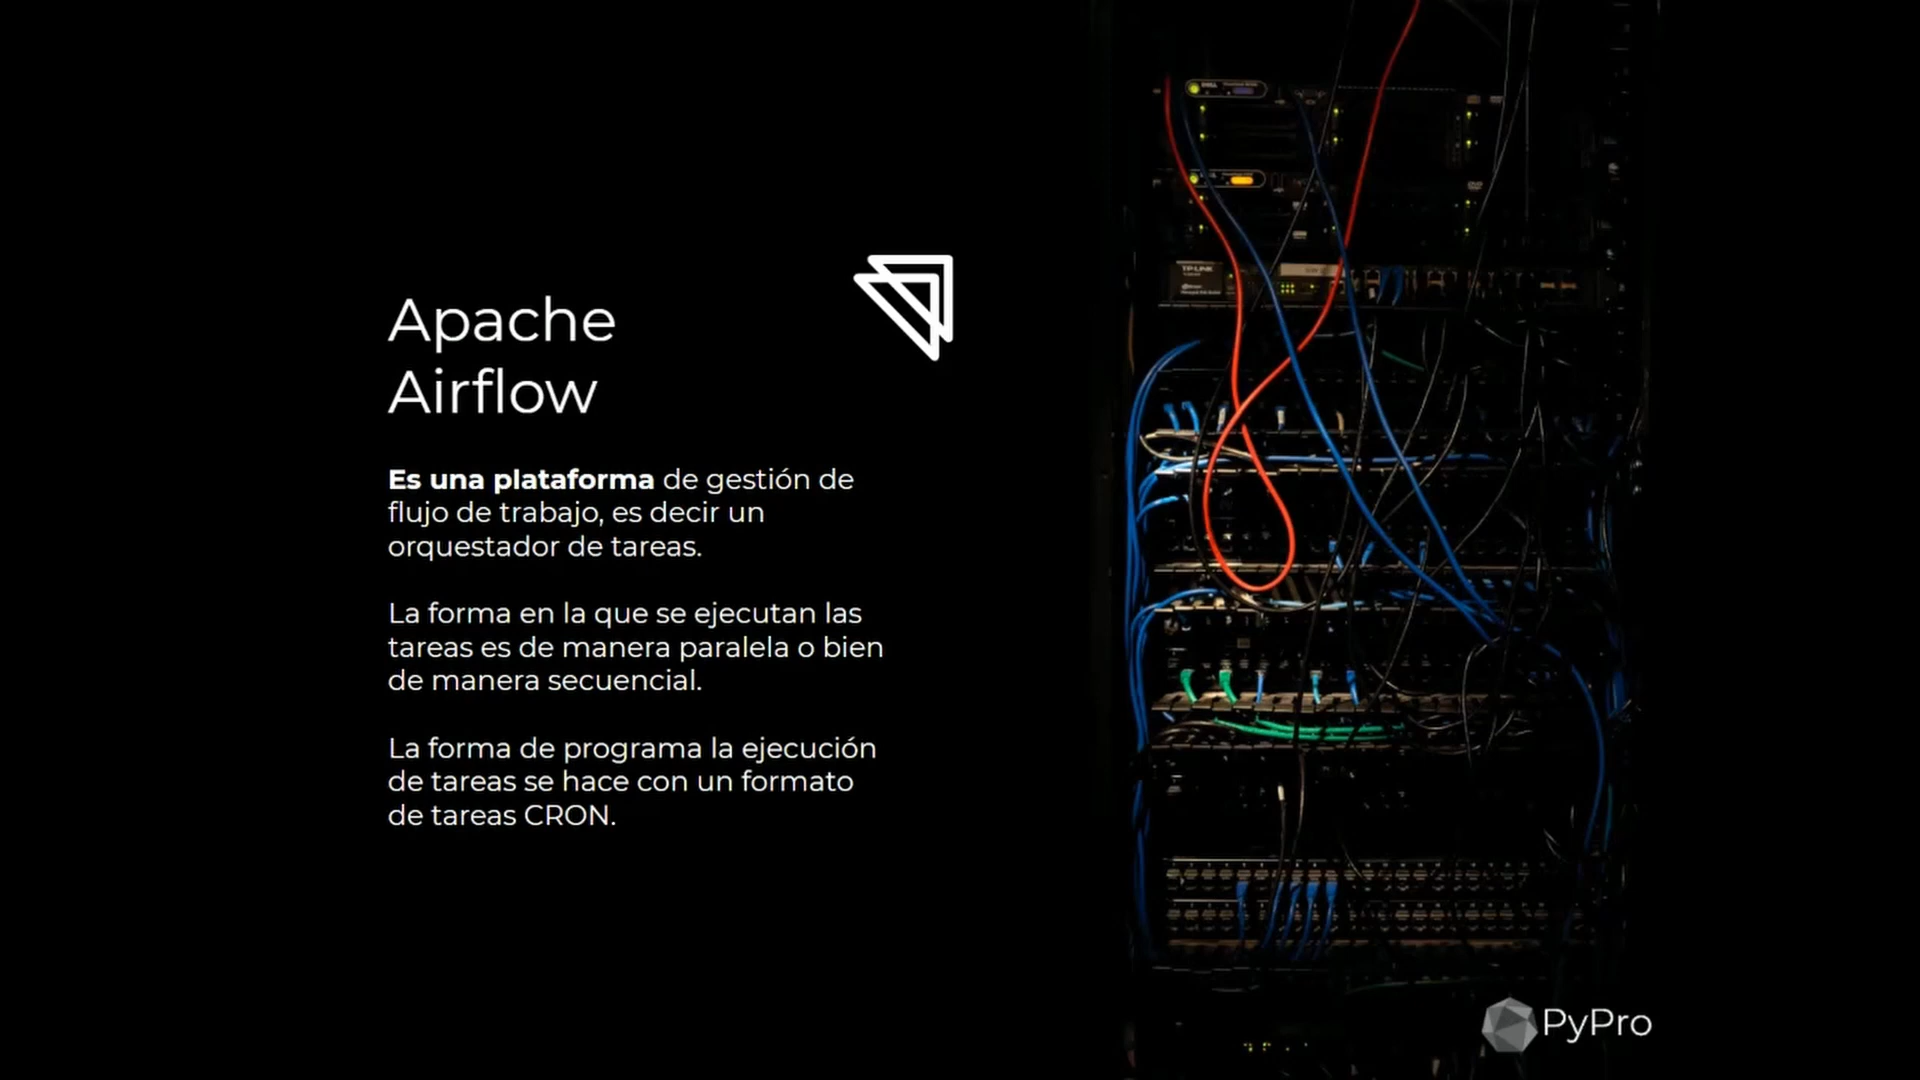 Apache
Airflow
Es una plataforma de gestión de
flujo de trabajo, es decir un
orquestador de tareas.
La forma en la que se ejecutan las
tareas es de manera paralela o bien
de manera secuencial.
La forma de programa la ejecución
de tareas se hace con un formato
de tareas CRON.
TP-LINK
PyPro